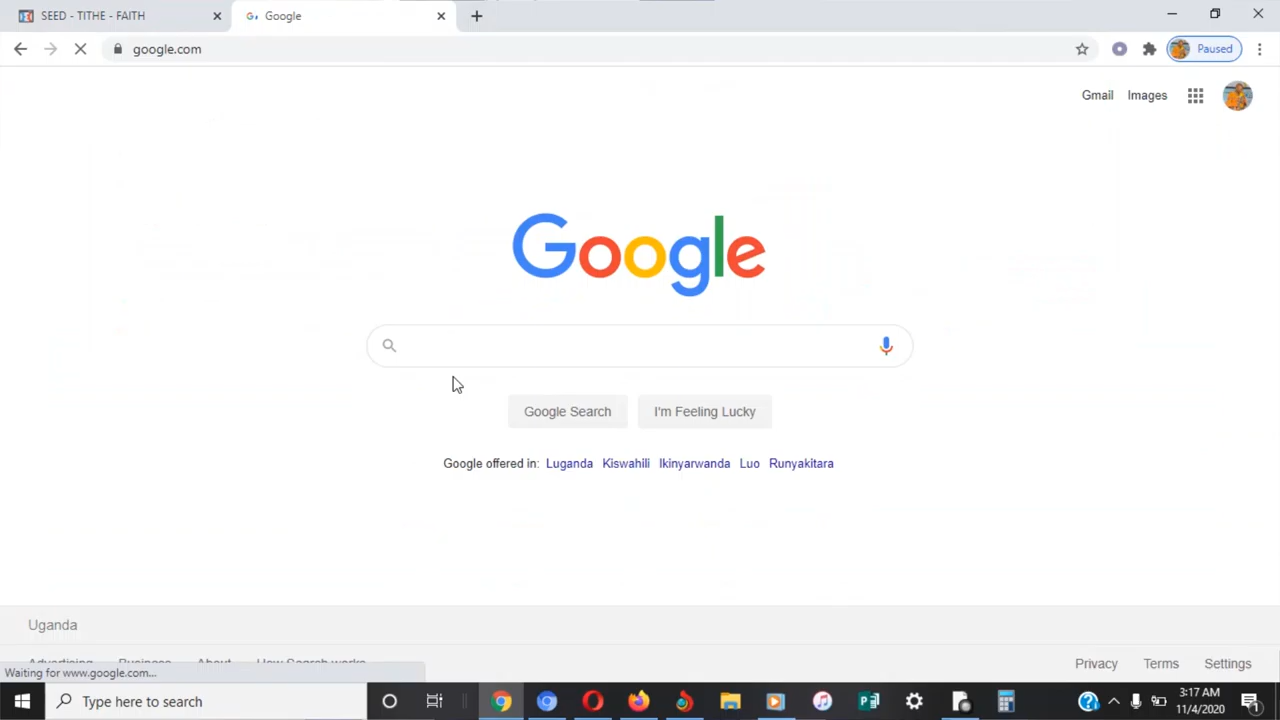 SEED - TITHE - FAITH
Google
google.com
Paused
Gmail Images
Google
Google Search I'm Feeling Lucky
Google offered in: Luganda Kiswahili Ikinyarwanda Luo Runyakitara
Uganda
Advertising Business About How Search works
Privacy Terms Settings
Waiting for www.google.com...
Type here to search
3:17 AM
11/4/2020
1